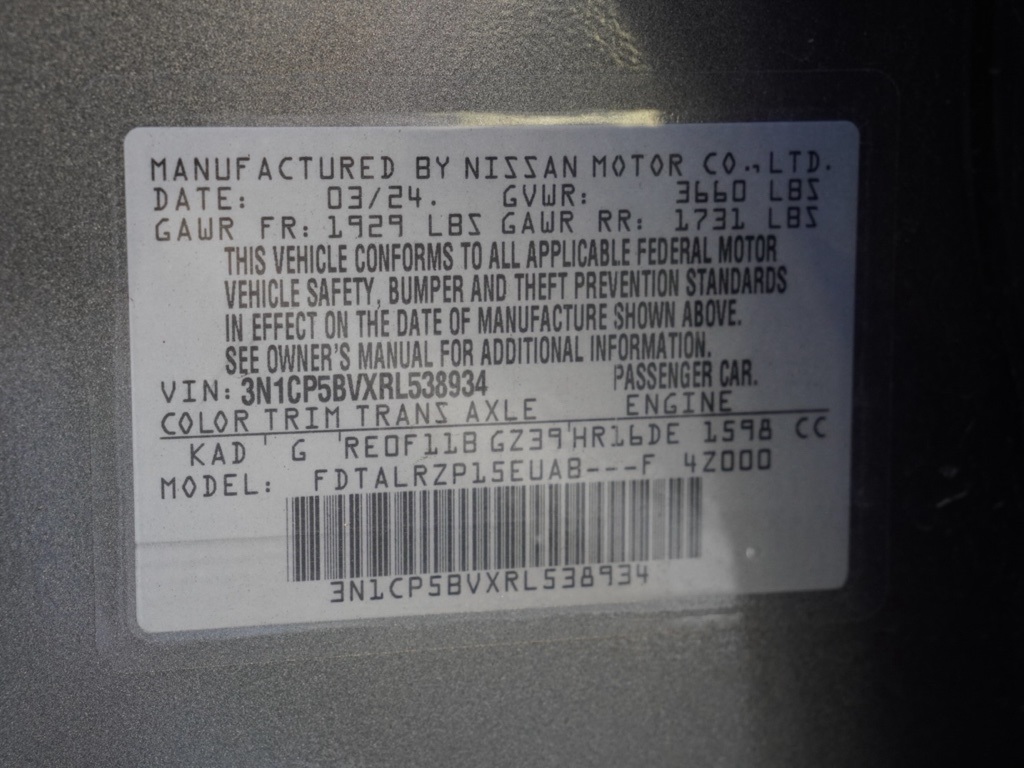 MANUFACTURED BY NISSAN MOTOR CO.,LTD.
DATE: 03/24. GVWR: 3660 LBS
GAWR FR: 1929 LBS GAWR RR: 1731 LBS
THIS VEHICLE CONFORMS TO ALL APPLICABLE FEDERAL MOTOR
VEHICLE SAFETY, BUMPER AND THEFT PREVENTION STANDARDS
IN EFFECT ON THE DATE OF MANUFACTURE SHOWN ABOVE.
SEE OWNER'S MANUAL FOR ADDITIONAL INFORMATION.
VIN: 3N1CP5BVXRL538934 PASSENGER CAR.
COLOR TRIM TRANS AXLE ENGINE
KAD G RE0F11B GZ39 HR16DE 1598 CC
MODEL: FDTALRZP15EUAB---F 4Z000
3N1CP5BVXRL538934